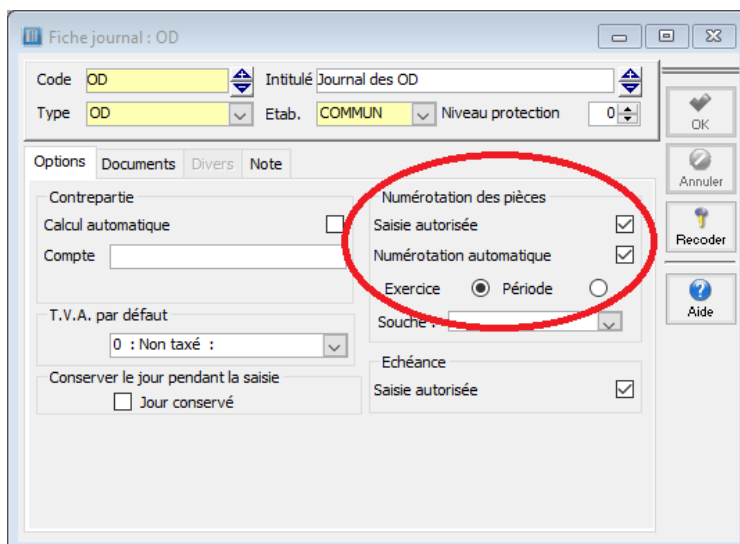 Fiche journal : OD
Code OD Intitulé Journal des OD
Type OD Etab. COMMUN Niveau protection 0
OK
Annuler
Recoder
Aide
Options Documents Divers Note
Contrepartie
Calcul automatique
Compte
T.V.A. par défaut
0 : Non taxé :
Conserver le jour pendant la saisie
Jour conservé
Numérotation des pièces
Saisie autorisée
Numérotation automatique
Exercice Période
Souche :
Echéance
Saisie autorisée